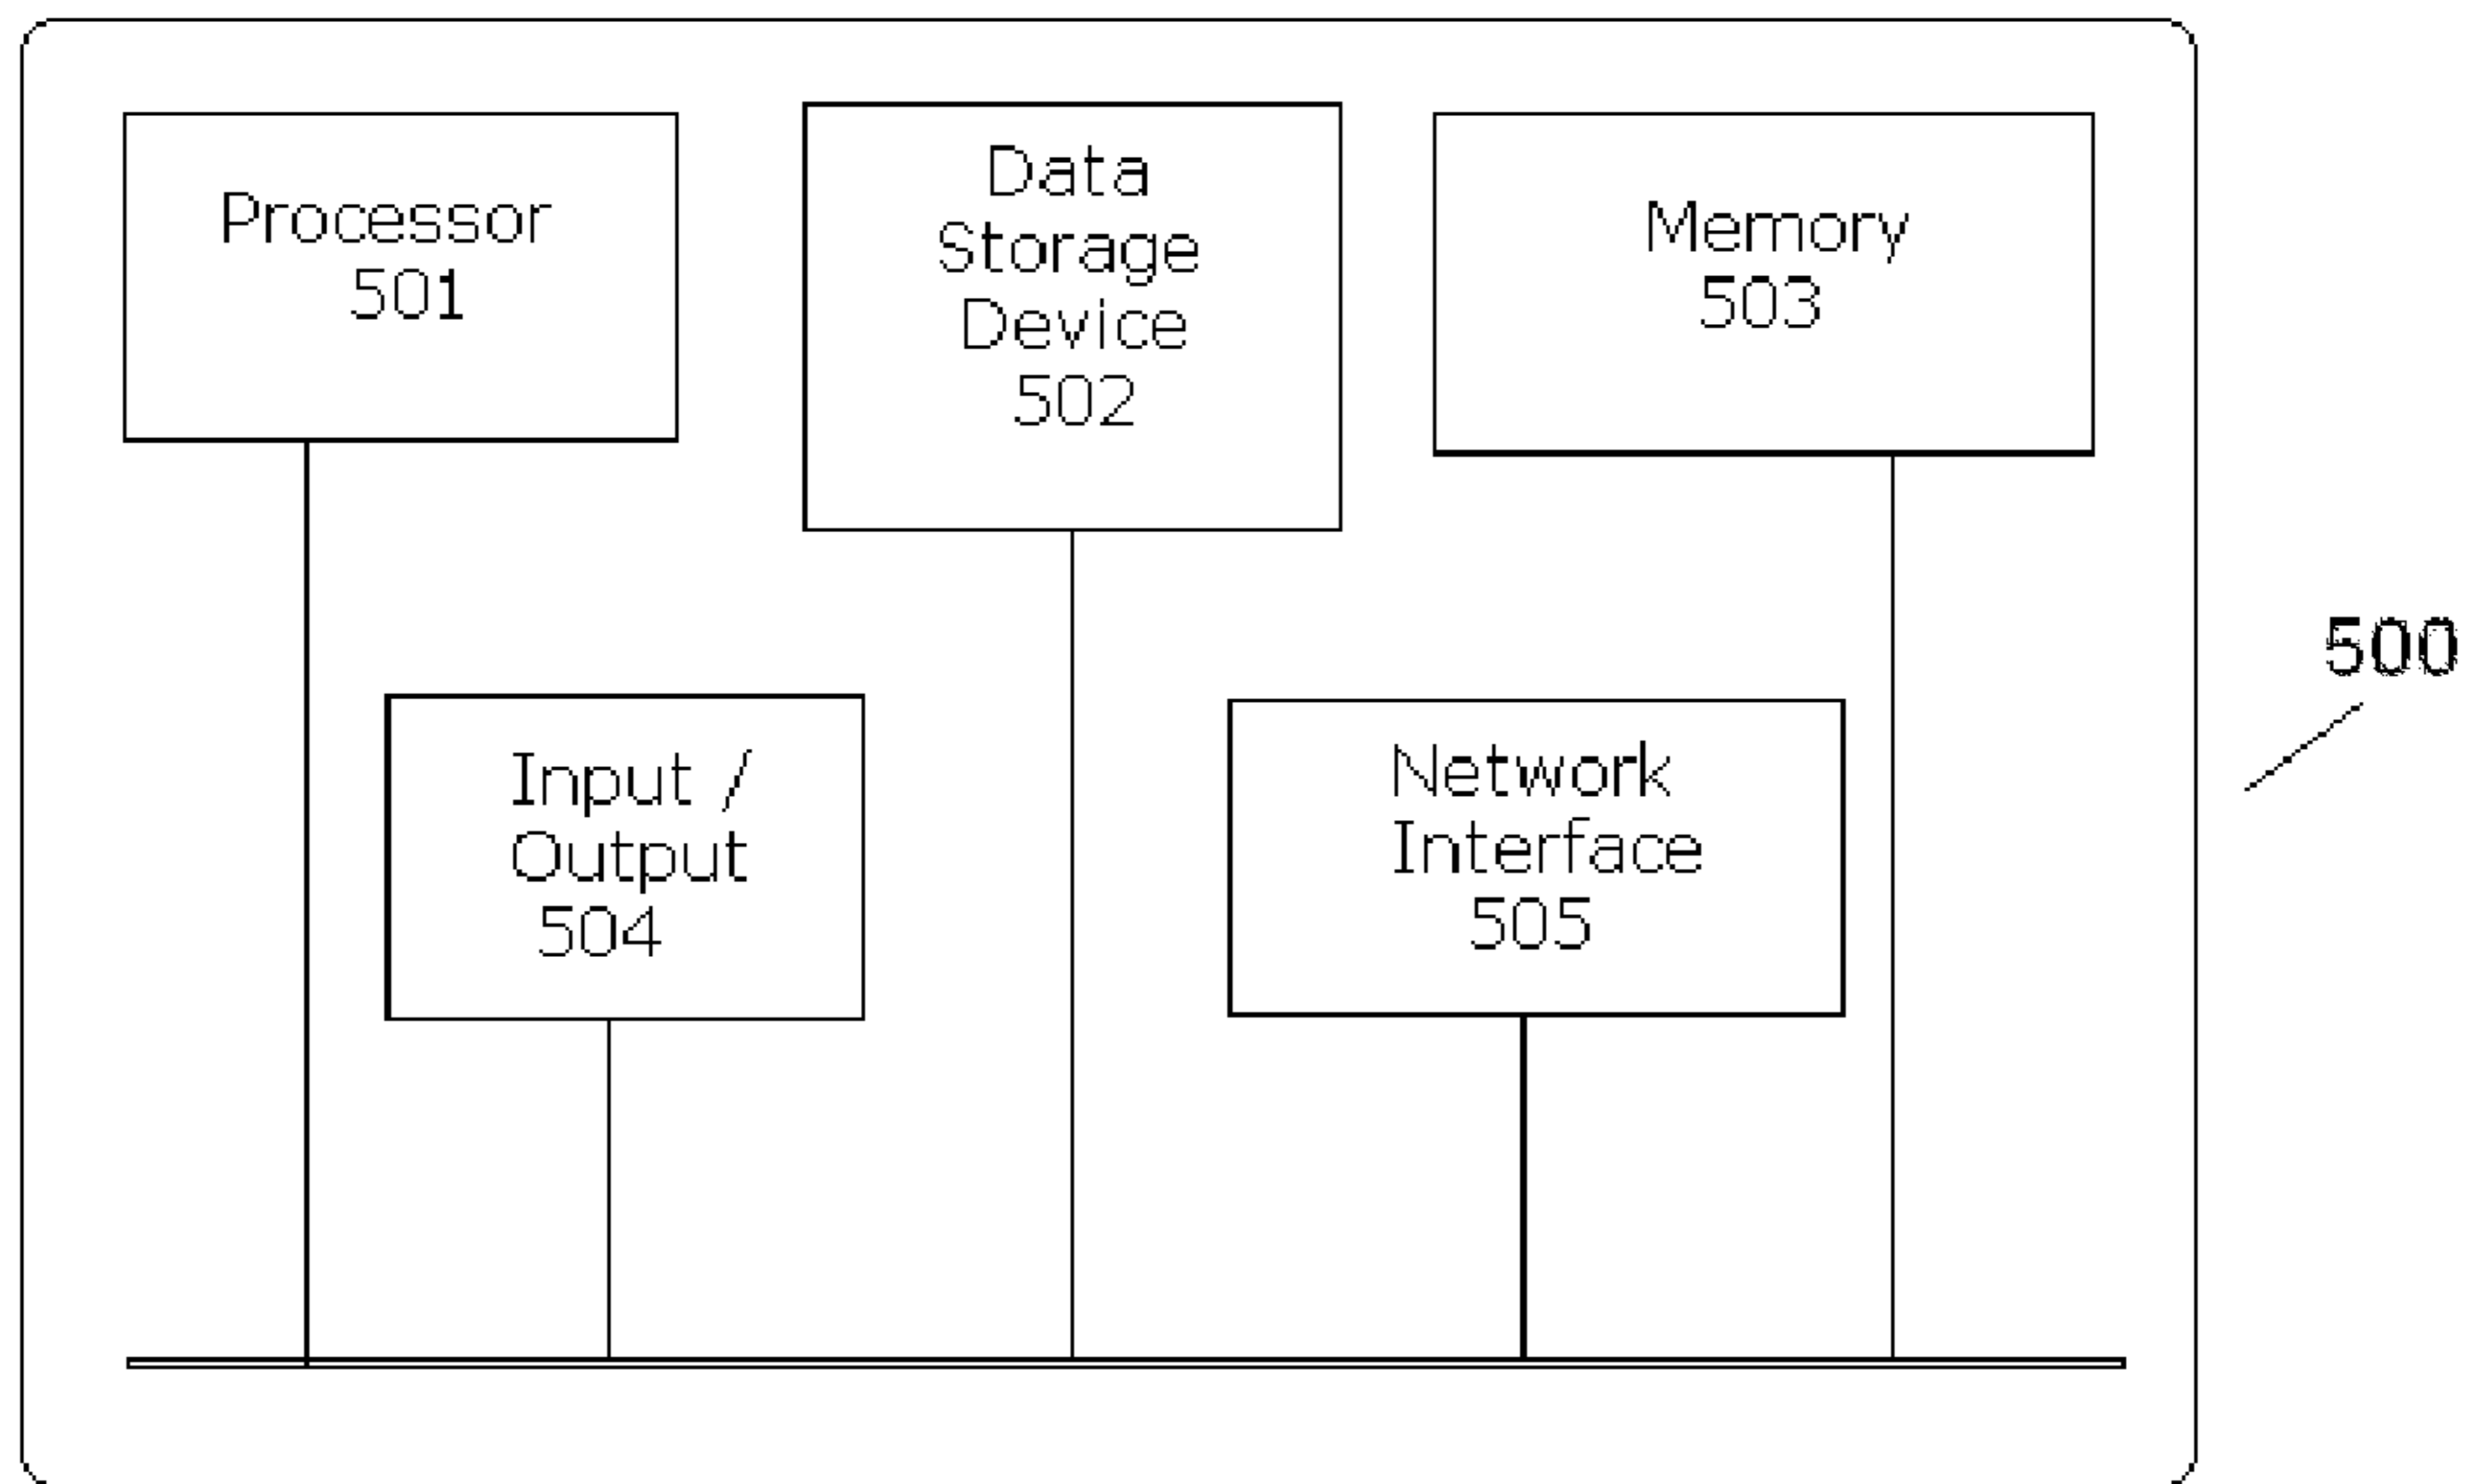 Processor
501
Data
Storage
Device
502
Memory
503
500
Input /
Output
504
Network
Interface
505